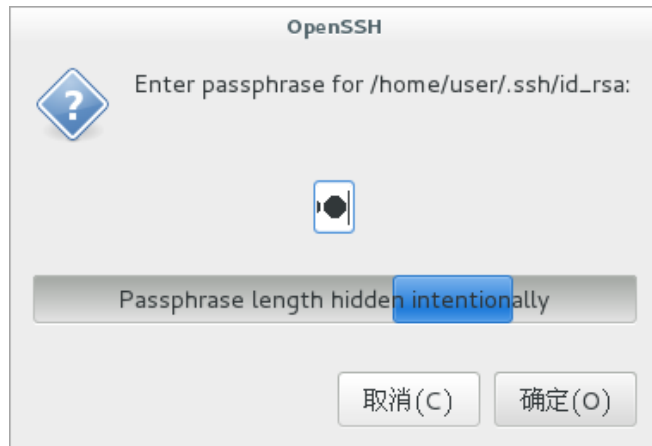 OpenSSH
Enter passphrase for /home/user/.ssh/id_rsa:
Passphrase length hidden intentionally
取消(C) 确定(O)